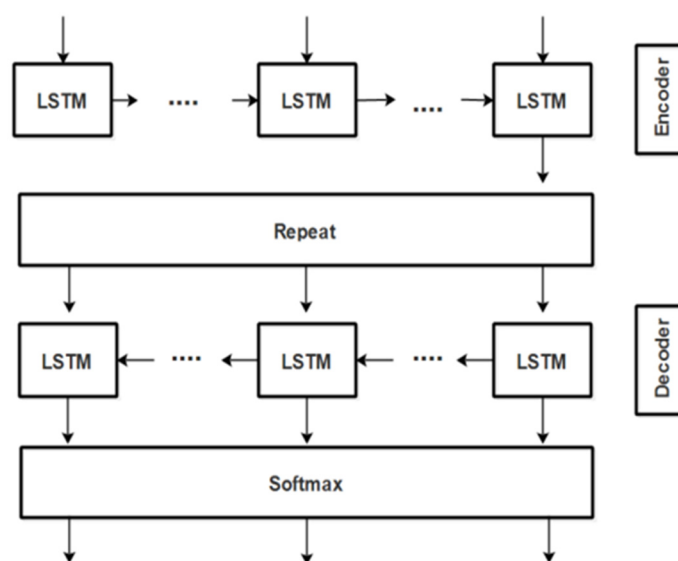 LSTM .... LSTM .... LSTM
Encoder
Repeat
LSTM .... LSTM .... LSTM
Decoder
Softmax